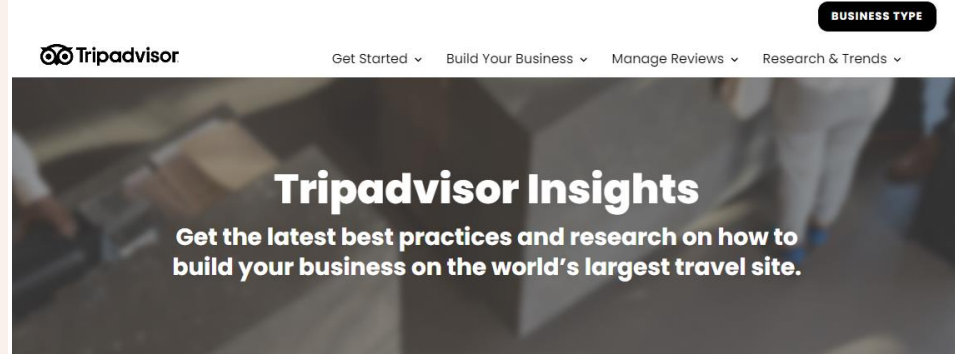 BUSINESS TYPE
Tripadvisor
Get Started
Build Your Business
Manage Reviews
Research & Trends
Tripadvisor Insights
Get the latest best practices and research on how to
build your business on the world's largest travel site.